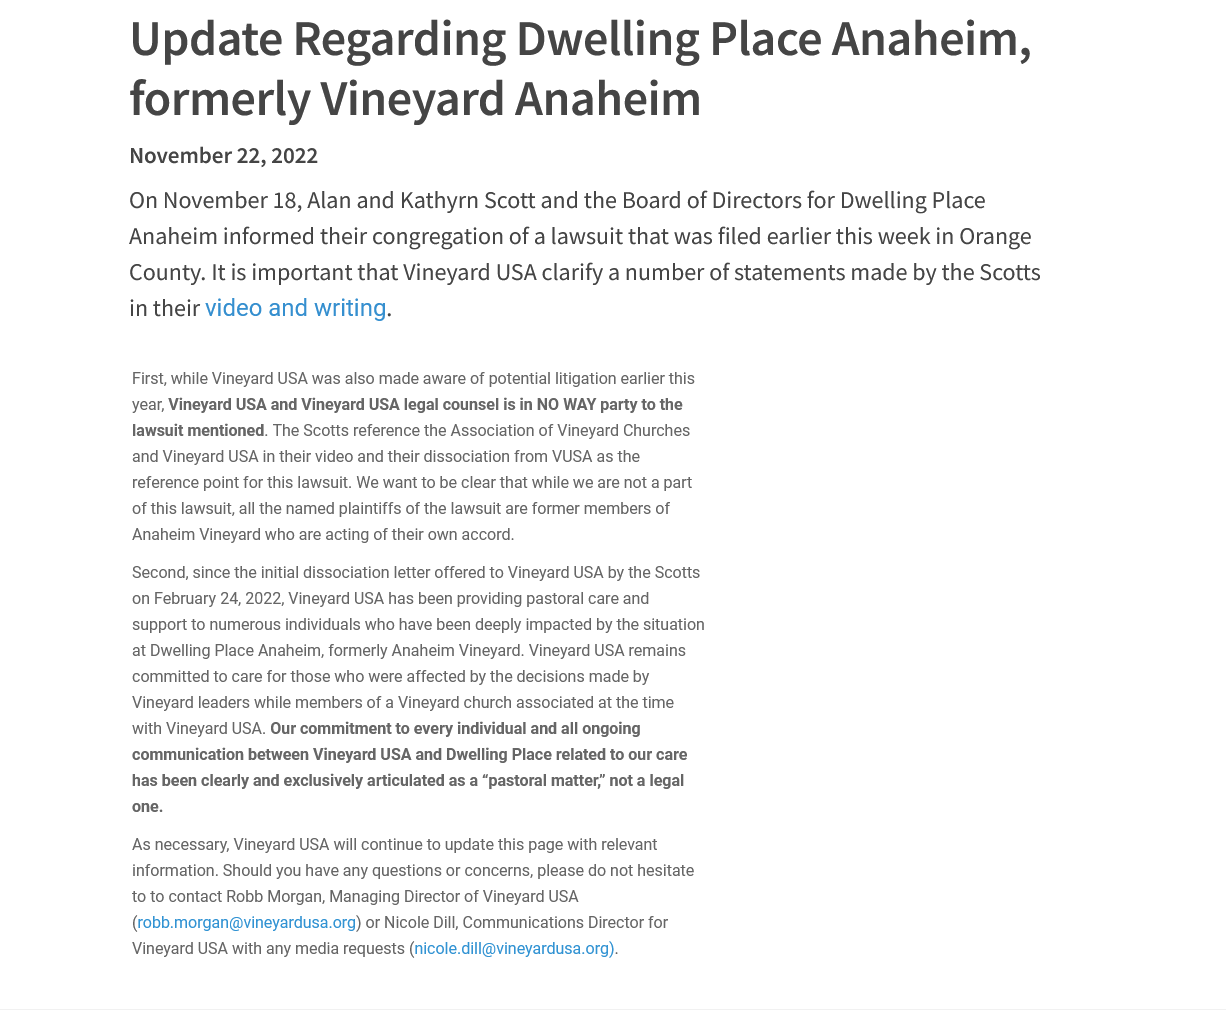 Update Regarding Dwelling Place Anaheim,
formerly Vineyard Anaheim
November 22, 2022
On November 18, Alan and Kathyrn Scott and the Board of Directors for Dwelling Place
Anaheim informed their congregation of a lawsuit that was filed earlier this week in Orange
County. It is important that Vineyard USA clarify a number of statements made by the Scotts
in their video and writing.
First, while Vineyard USA was also made aware of potential litigation earlier this
year, Vineyard USA and Vineyard USA legal counsel is in NO WAY party to the
lawsuit mentioned. The Scotts reference the Association of Vineyard Churches
and Vineyard USA in their video and their dissociation from VUSA as the
reference point for this lawsuit. We want to be clear that while we are not a part
of this lawsuit, all the named plaintiffs of the lawsuit are former members of
Anaheim Vineyard who are acting of their own accord.
Second, since the initial dissociation letter offered to Vineyard USA by the Scotts
on February 24, 2022, Vineyard USA has been providing pastoral care and
support to numerous individuals who have been deeply impacted by the situation
at Dwelling Place Anaheim, formerly Anaheim Vineyard. Vineyard USA remains
committed to care for those who were affected by the decisions made by
Vineyard leaders while members of a Vineyard church associated at the time
with Vineyard USA. Our commitment to every individual and all ongoing
communication between Vineyard USA and Dwelling Place related to our care
has been clearly and exclusively articulated as a “pastoral matter,” not a legal
one.
As necessary, Vineyard USA will continue to update this page with relevant
information. Should you have any questions or concerns, please do not hesitate
to to contact Robb Morgan, Managing Director of Vineyard USA
(robb.morgan@vineyardusa.org) or Nicole Dill, Communications Director for
Vineyard USA with any media requests (nicole.dill@vineyardusa.org).